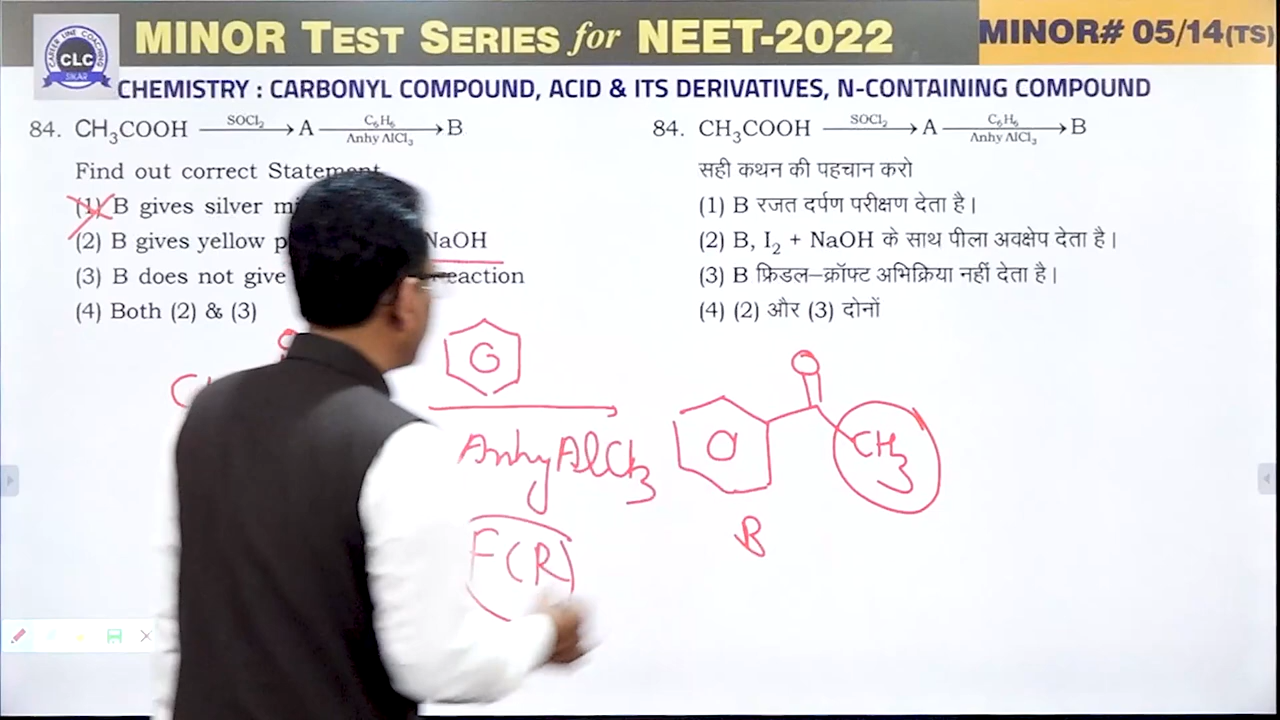 CAREER LINE COACHING
CLC
SIKAR
MINOR TEST SERIES for NEET-2022
MINOR# 05/14(TS)
CHEMISTRY : CARBONYL COMPOUND, ACID & ITS DERIVATIVES, N-CONTAINING COMPOUND
84. CH₃COOH SOCl₂ → A C₆H₆ Anhy AlCl₃ → B
Find out correct Statement
(1) B gives silver
(2) B gives yellow NaOH
(3) B does not give reaction
(4) Both (2) & (3)
84. CH₃COOH SOCl₂ → A C₆H₆ Anhy AlCl₃ → B
सही कथन की पहचान करो
(1) B रजत दर्पण परीक्षण देता है।
(2) B, I₂ + NaOH के साथ पीला अवक्षेप देता है।
(3) B फ्रिडल–क्रॉफ्ट अभिक्रिया नहीं देता है।
(4) (2) और (3) दोनों
O
CH₃
Anhy AlCl₃
B
F(R)